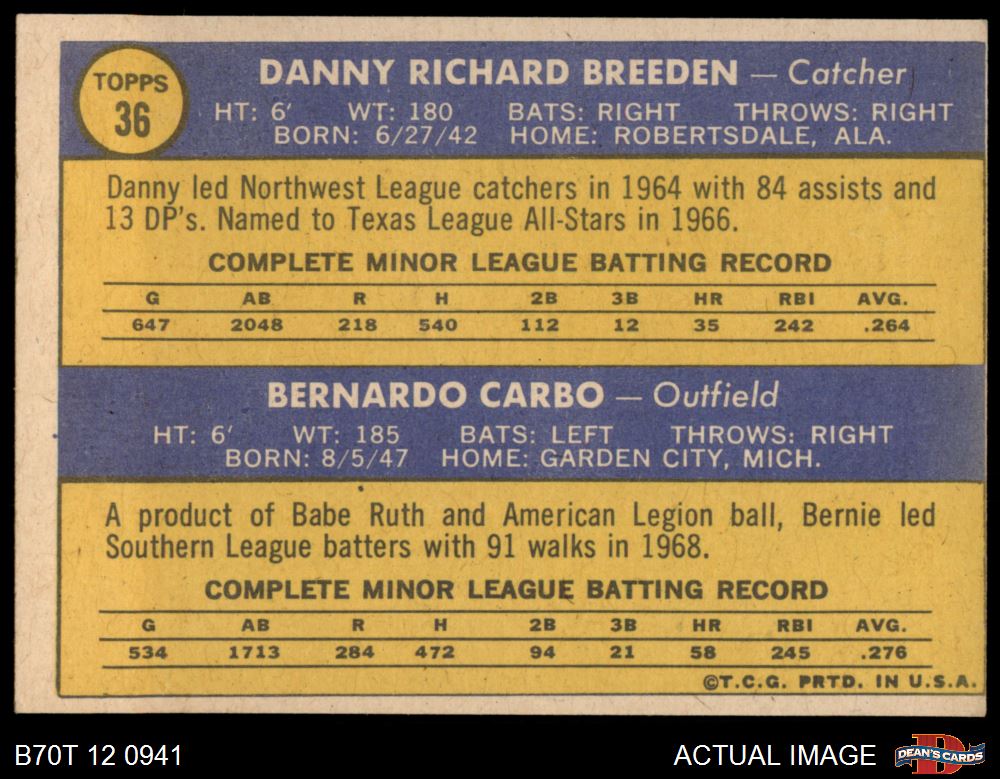 TOPPS
36
DANNY RICHARD BREEDEN — Catcher
HT: 6' WT: 180 BATS: RIGHT THROWS: RIGHT
BORN: 6/27/42 HOME: ROBERTSDALE, ALA.
Danny led Northwest League catchers in 1964 with 84 assists and
13 DP's. Named to Texas League All-Stars in 1966.
COMPLETE MINOR LEAGUE BATTING RECORD
G AB R H 2B 3B HR RBI AVG.
647 2048 218 540 112 12 35 242 .264
BERNARDO CARBO — Outfield
HT: 6' WT: 185 BATS: LEFT THROWS: RIGHT
BORN: 8/5/47 HOME: GARDEN CITY, MICH.
A product of Babe Ruth and American Legion ball, Bernie led
Southern League batters with 91 walks in 1968.
COMPLETE MINOR LEAGUE BATTING RECORD
G AB R H 2B 3B HR RBI AVG.
534 1713 284 472 94 21 58 245 .276
©T.C.G. PRTD. IN U.S.A.
B70T 12 0941 ACTUAL IMAGE DEAN'S CARDS